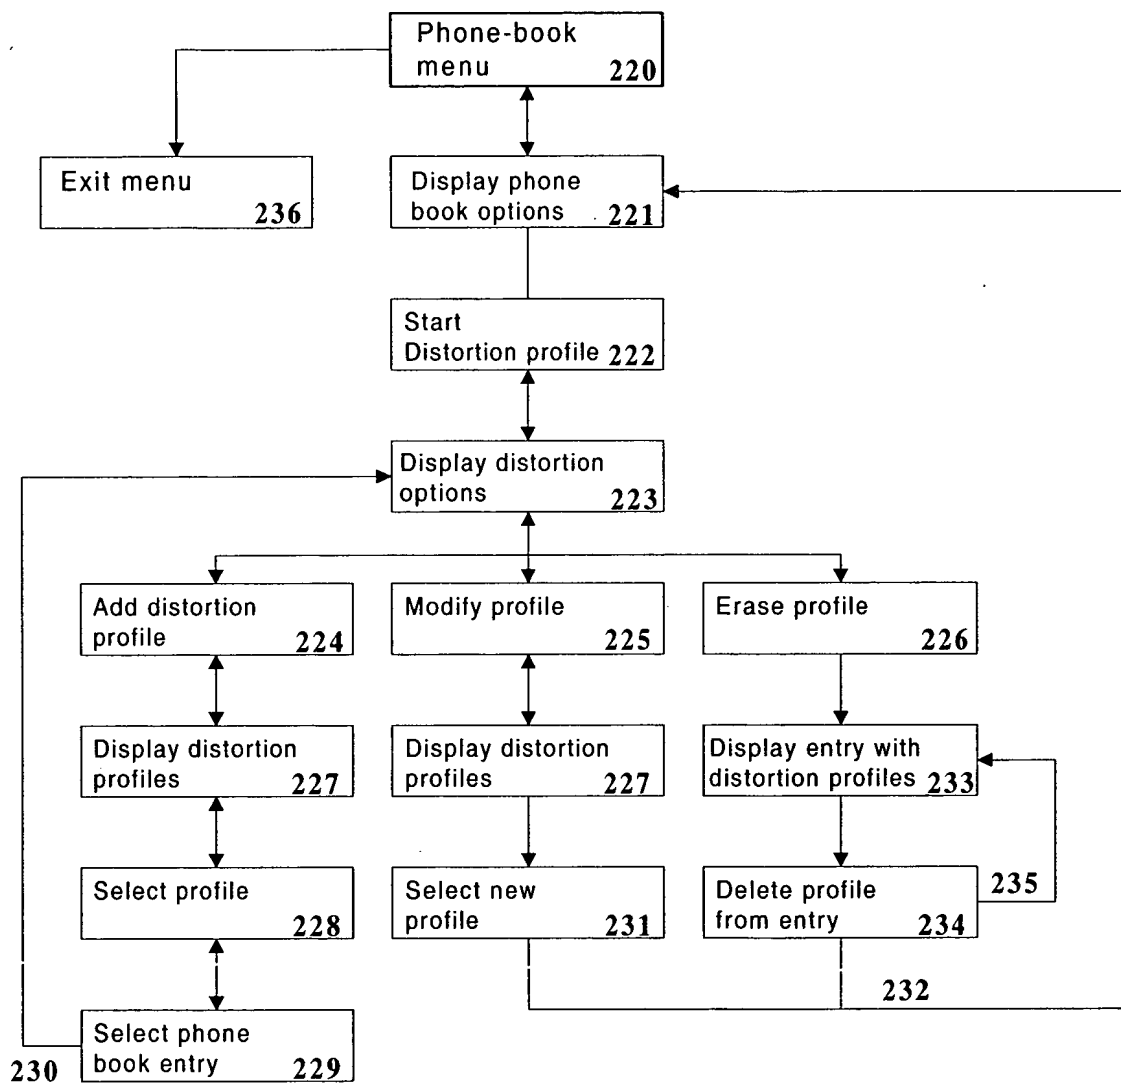 Phone-book
menu 220
Exit menu
236
Display phone
book options 221
Start
Distortion profile 222
Display distortion
options 223
Add distortion
profile 224
Modify profile
225
Erase profile
226
Display distortion
profiles 227
Display distortion
profiles 227
Display entry with
distortion profiles 233
Select profile
228
Select new
profile 231
Delete profile
from entry 234
235
232
Select phone
book entry 229
230